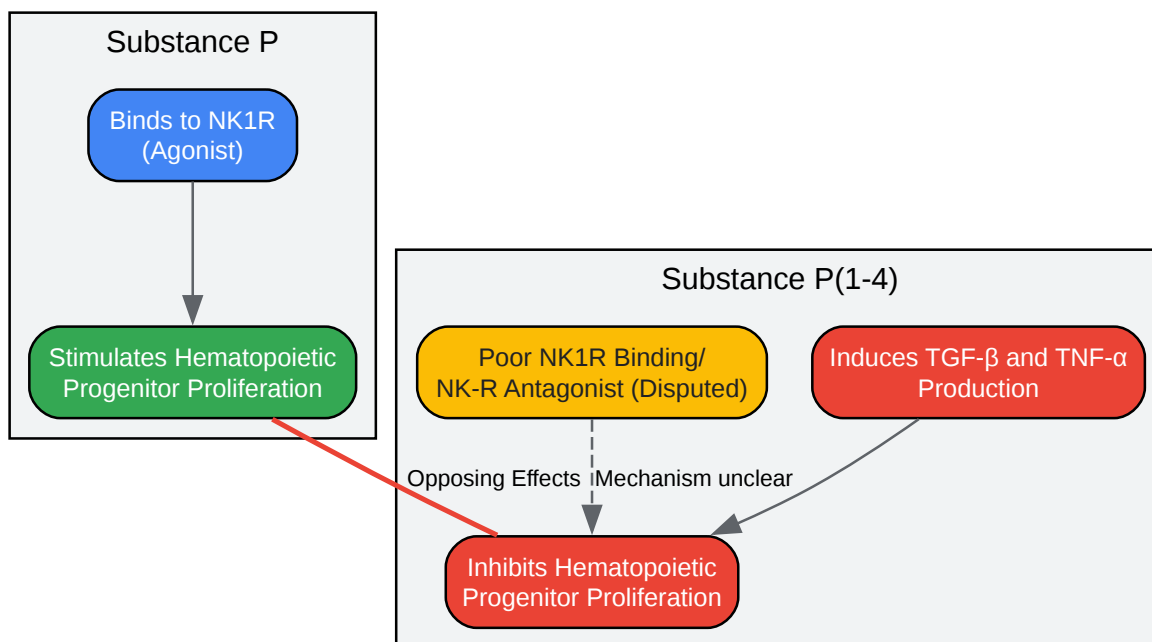 Substance P
Binds to NK1R
(Agonist)
Stimulates Hematopoietic
Progenitor Proliferation
Substance P(1-4)
Poor NK1R Binding/
NK-R Antagonist (Disputed)
Induces TGF-β and TNF-α
Production
Opposing Effects
Mechanism unclear
Inhibits Hematopoietic
Progenitor Proliferation